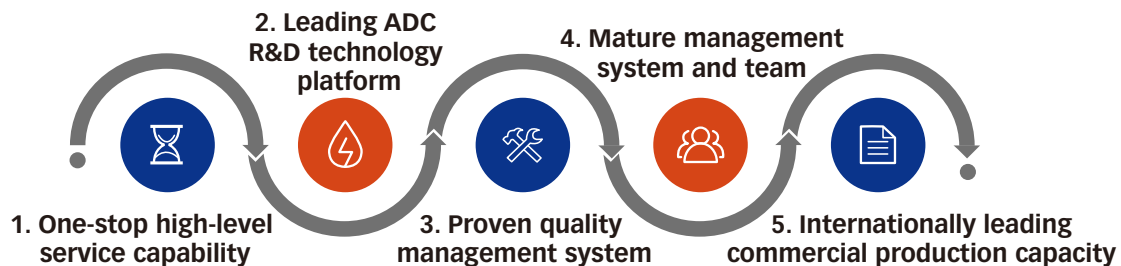 1. One-stop high-level
service capability
2. Leading ADC
R&D technology
platform
3. Proven quality
management system
4. Mature management
system and team
5. Internationally leading
commercial production capacity